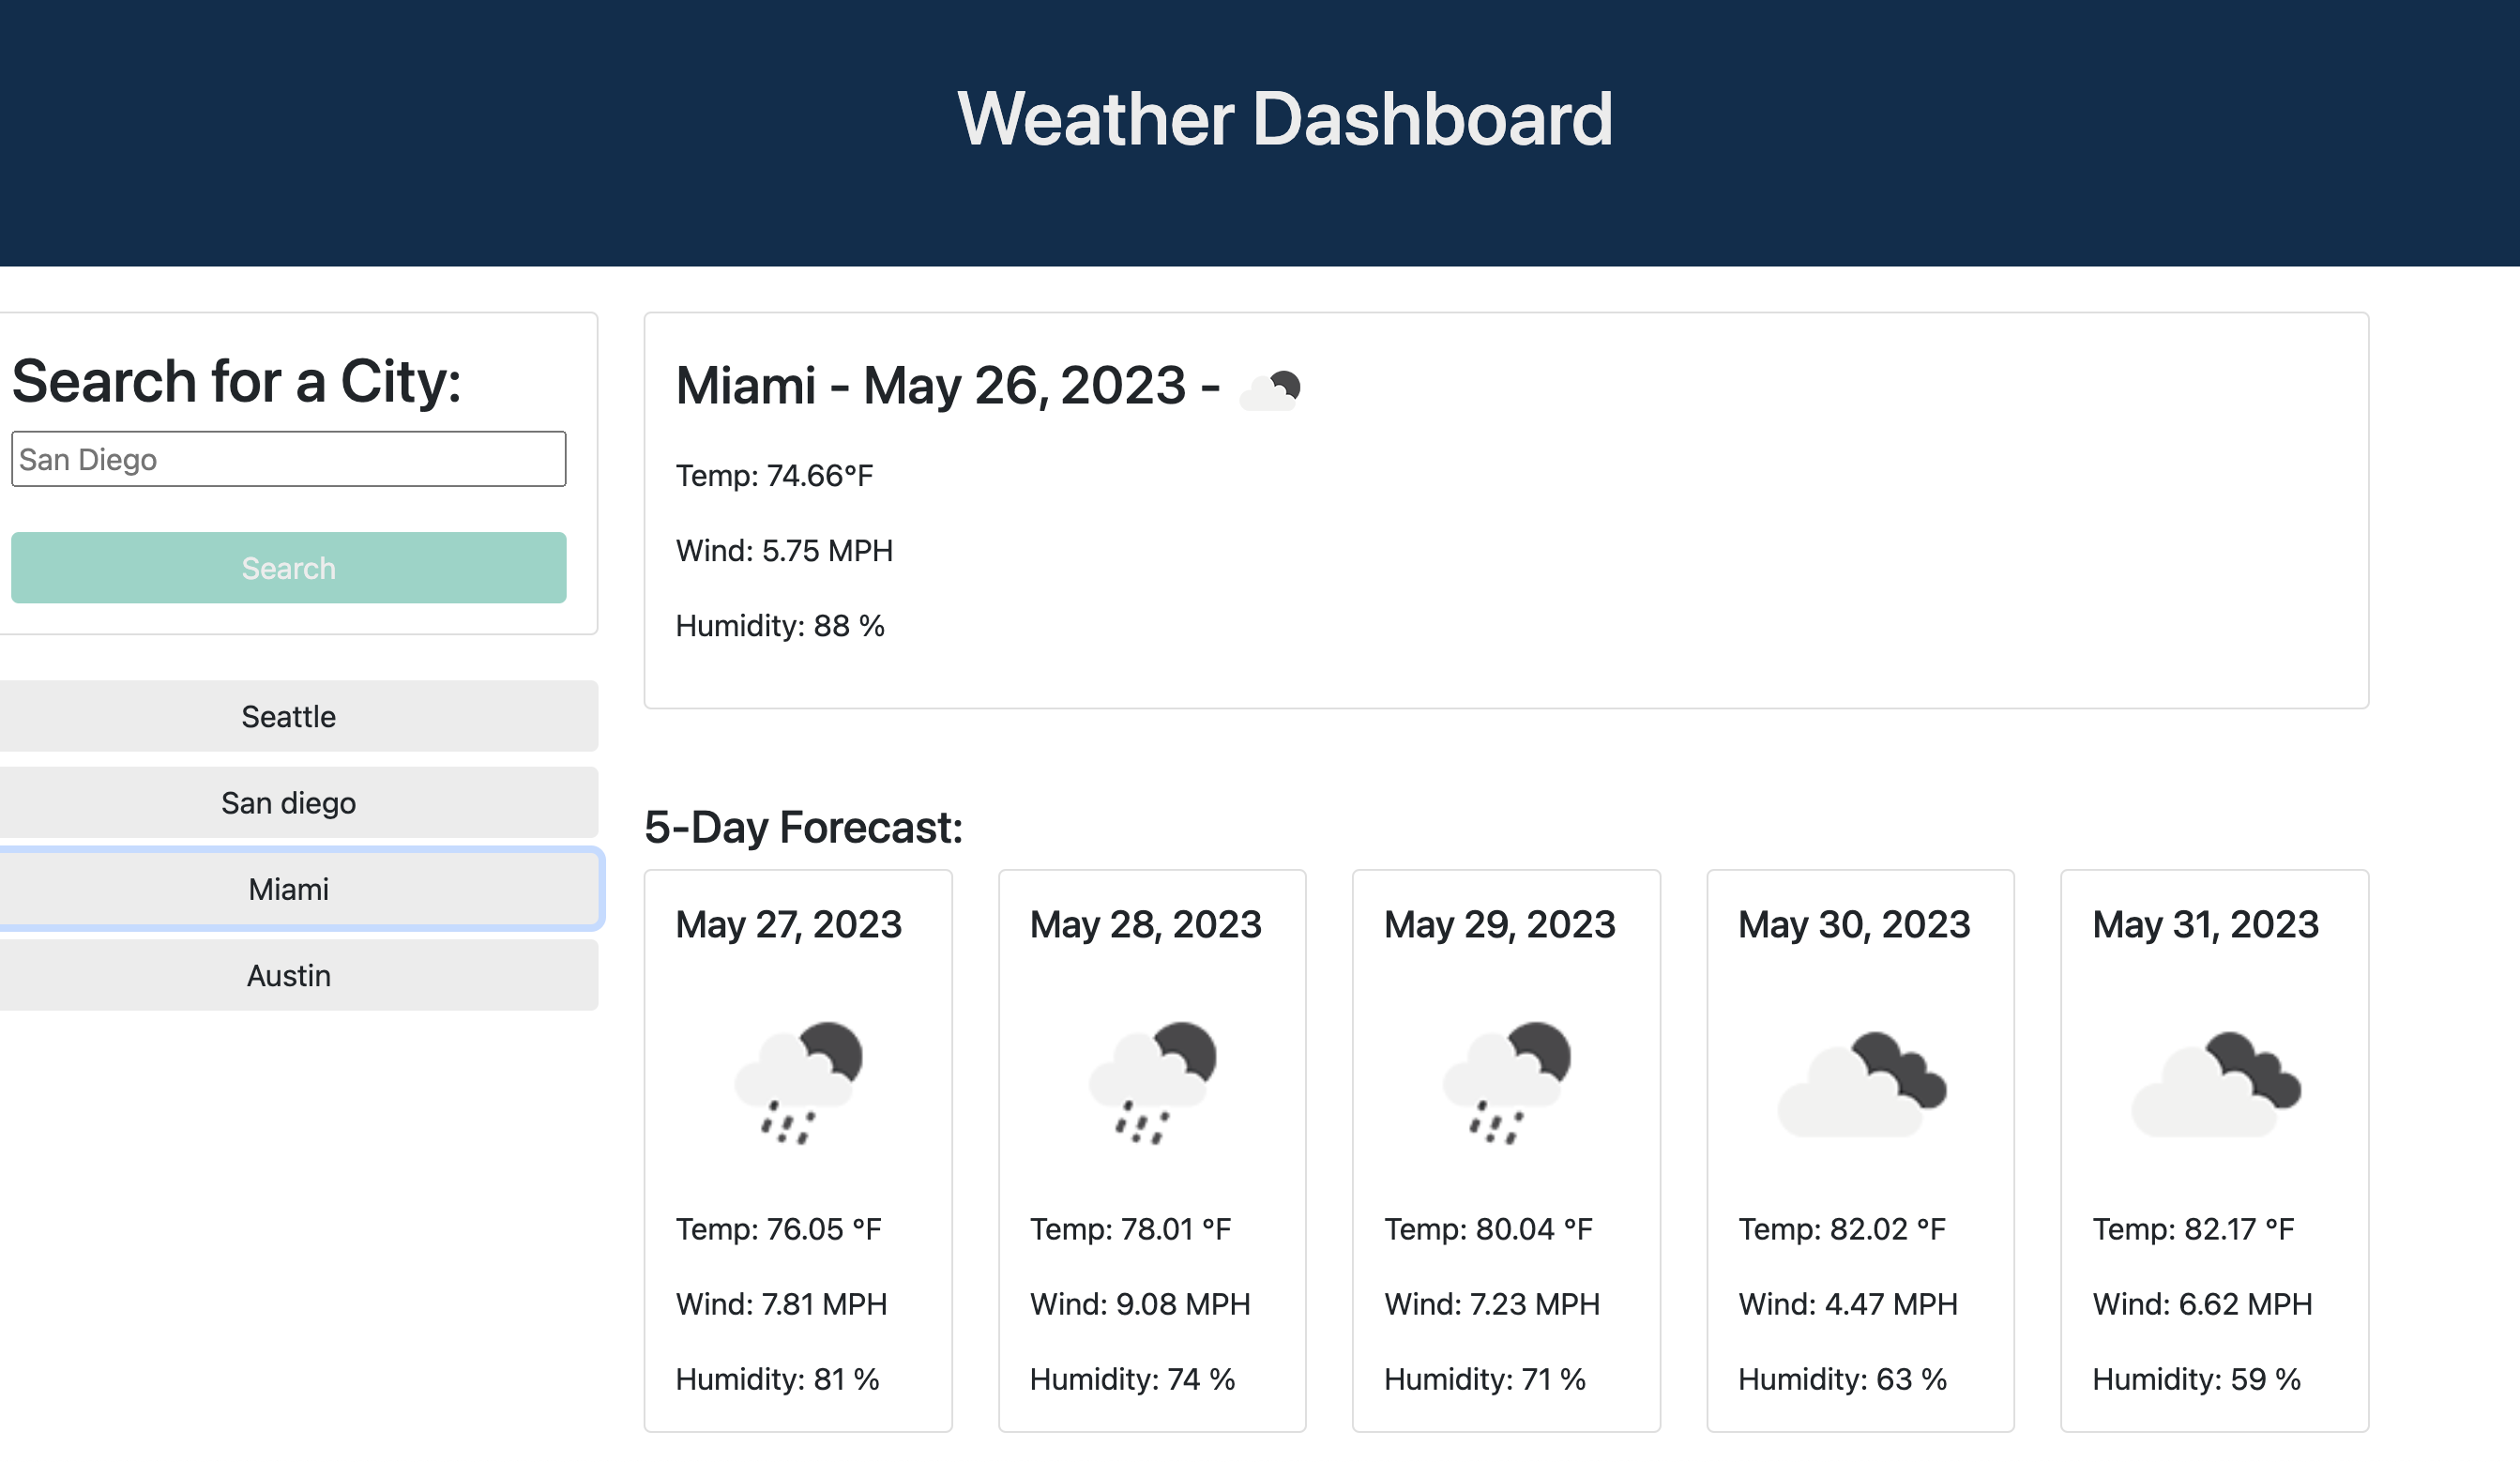 Weather Dashboard
Search for a City:
San Diego
Search
Seattle
San diego
Miami
Austin
Miami - May 26, 2023 -
Temp: 74.66°F
Wind: 5.75 MPH
Humidity: 88 %
5-Day Forecast:
May 27, 2023
Temp: 76.05 °F
Wind: 7.81 MPH
Humidity: 81 %
May 28, 2023
Temp: 78.01 °F
Wind: 9.08 MPH
Humidity: 74 %
May 29, 2023
Temp: 80.04 °F
Wind: 7.23 MPH
Humidity: 71 %
May 30, 2023
Temp: 82.02 °F
Wind: 4.47 MPH
Humidity: 63 %
May 31, 2023
Temp: 82.17 °F
Wind: 6.62 MPH
Humidity: 59 %